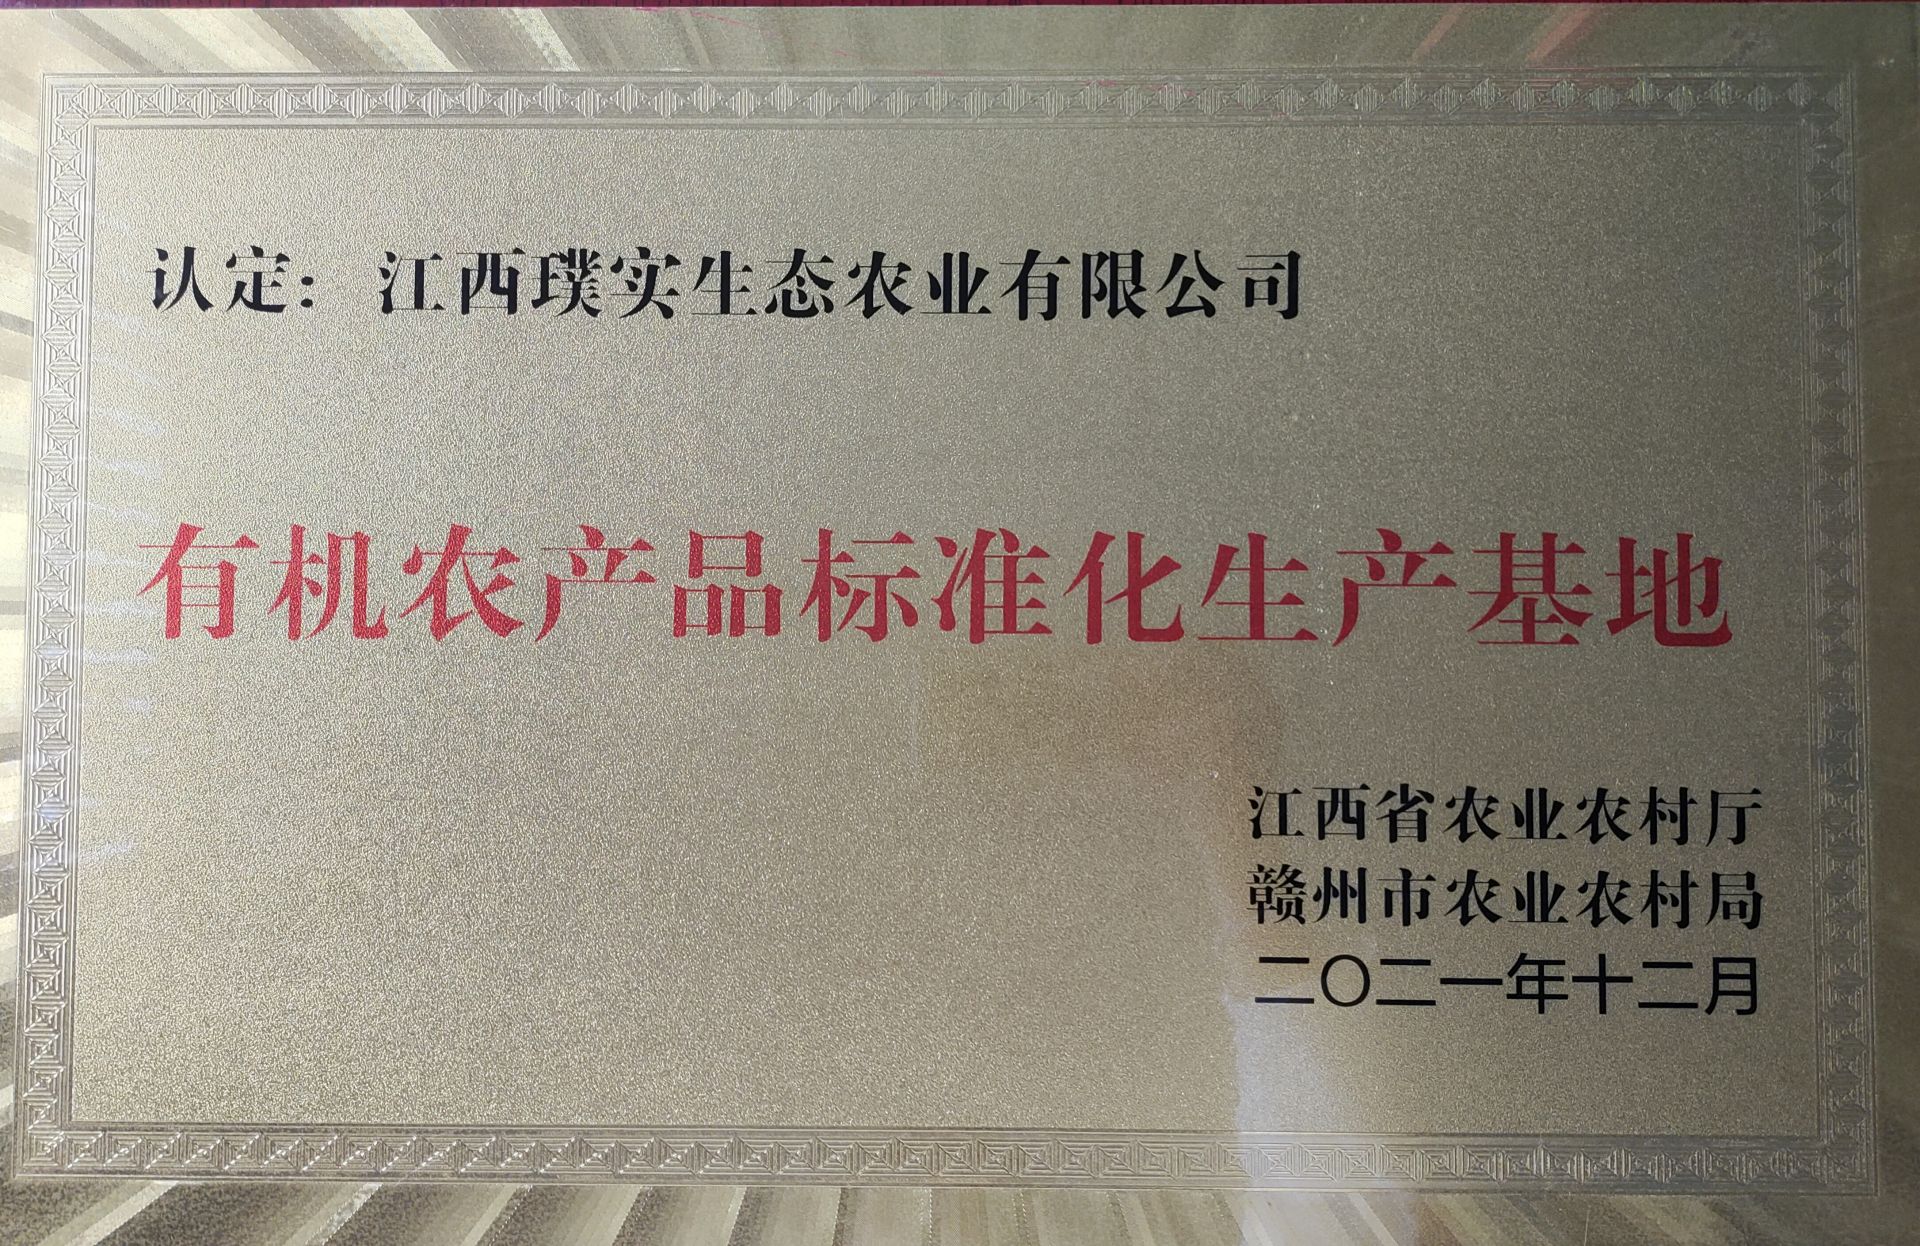 认定：江西璞实生态农业有限公司
有机农产品标准化生产基地
江西省农业农村厅
赣州市农业农村局
二〇二一年十二月